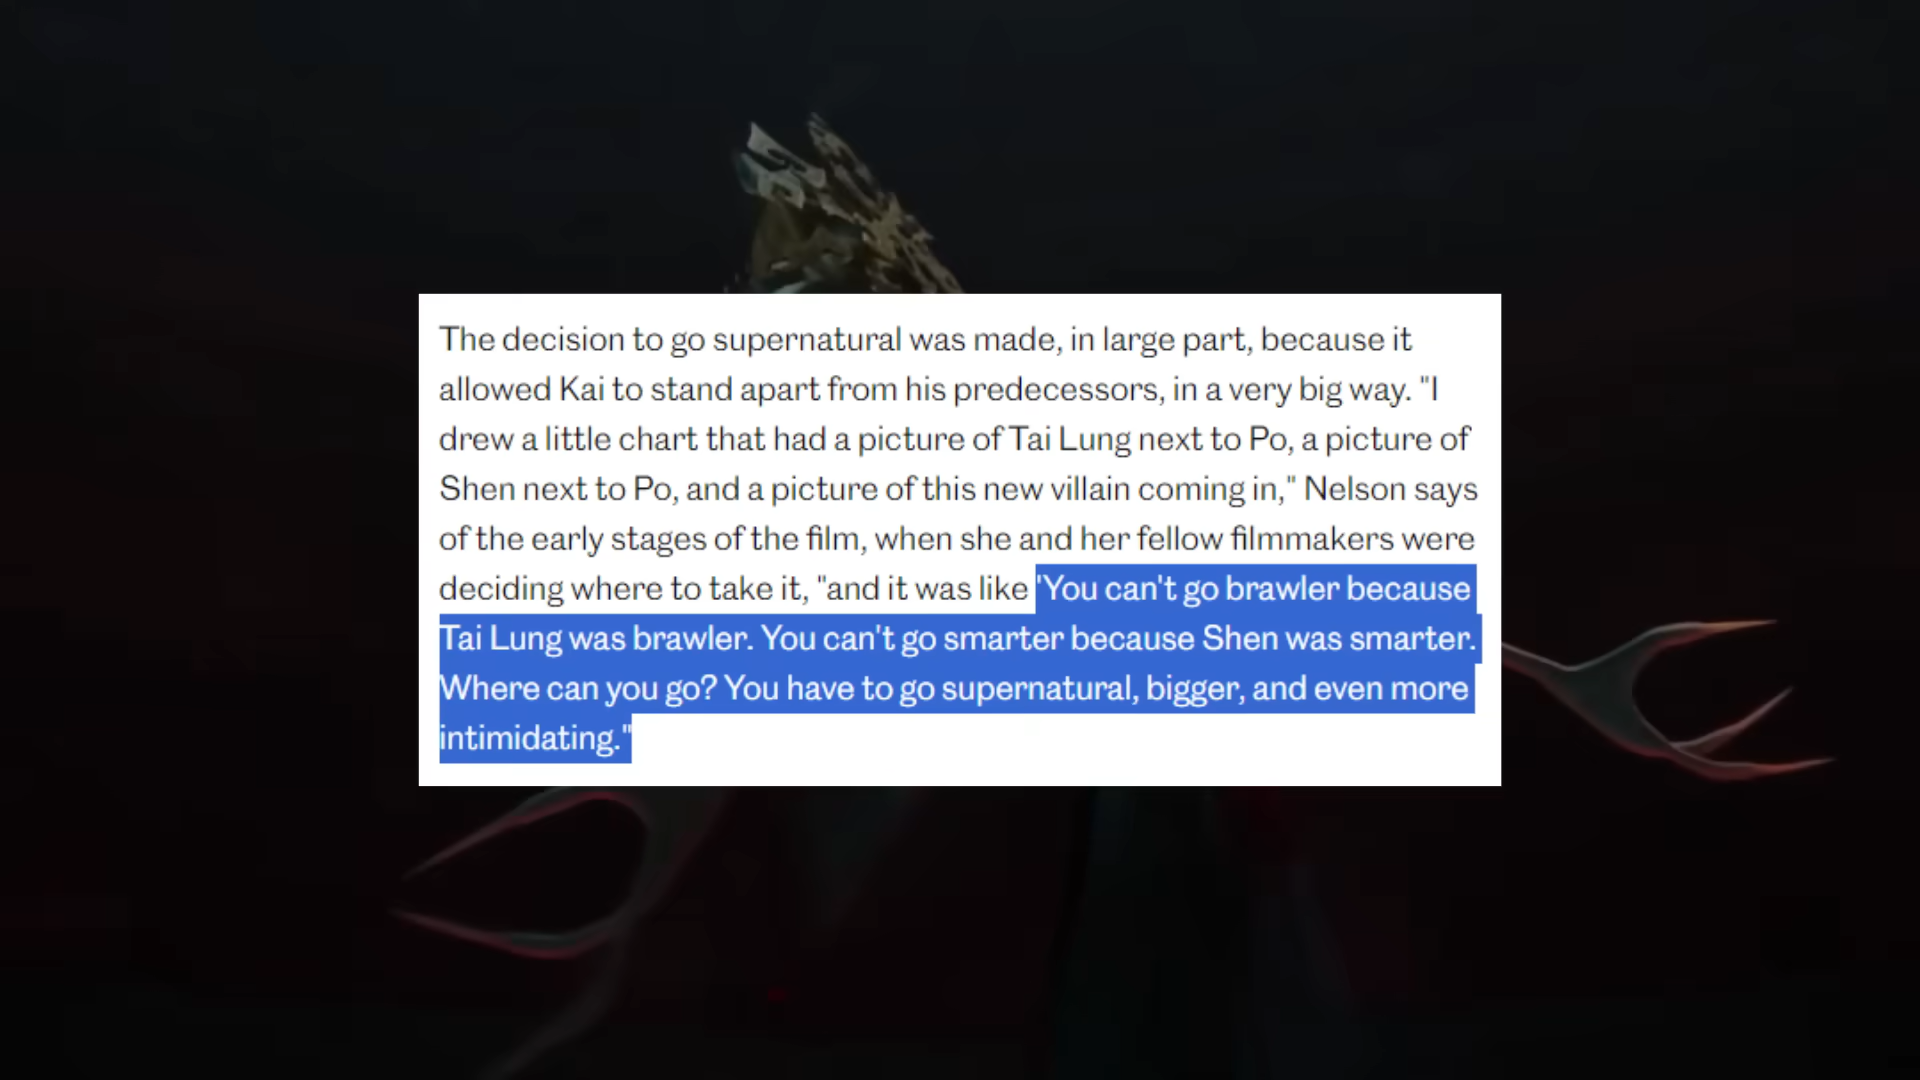 The decision to go supernatural was made, in large part, because it
allowed Kai to stand apart from his predecessors, in a very big way. "I
drew a little chart that had a picture of Tai Lung next to Po, a picture of
Shen next to Po, and a picture of this new villain coming in," Nelson says
of the early stages of the film, when she and her fellow filmmakers were
deciding where to take it, "and it was like 'You can't go brawler because
Tai Lung was brawler. You can't go smarter because Shen was smarter.
Where can you go? You have to go supernatural, bigger, and even more
intimidating."